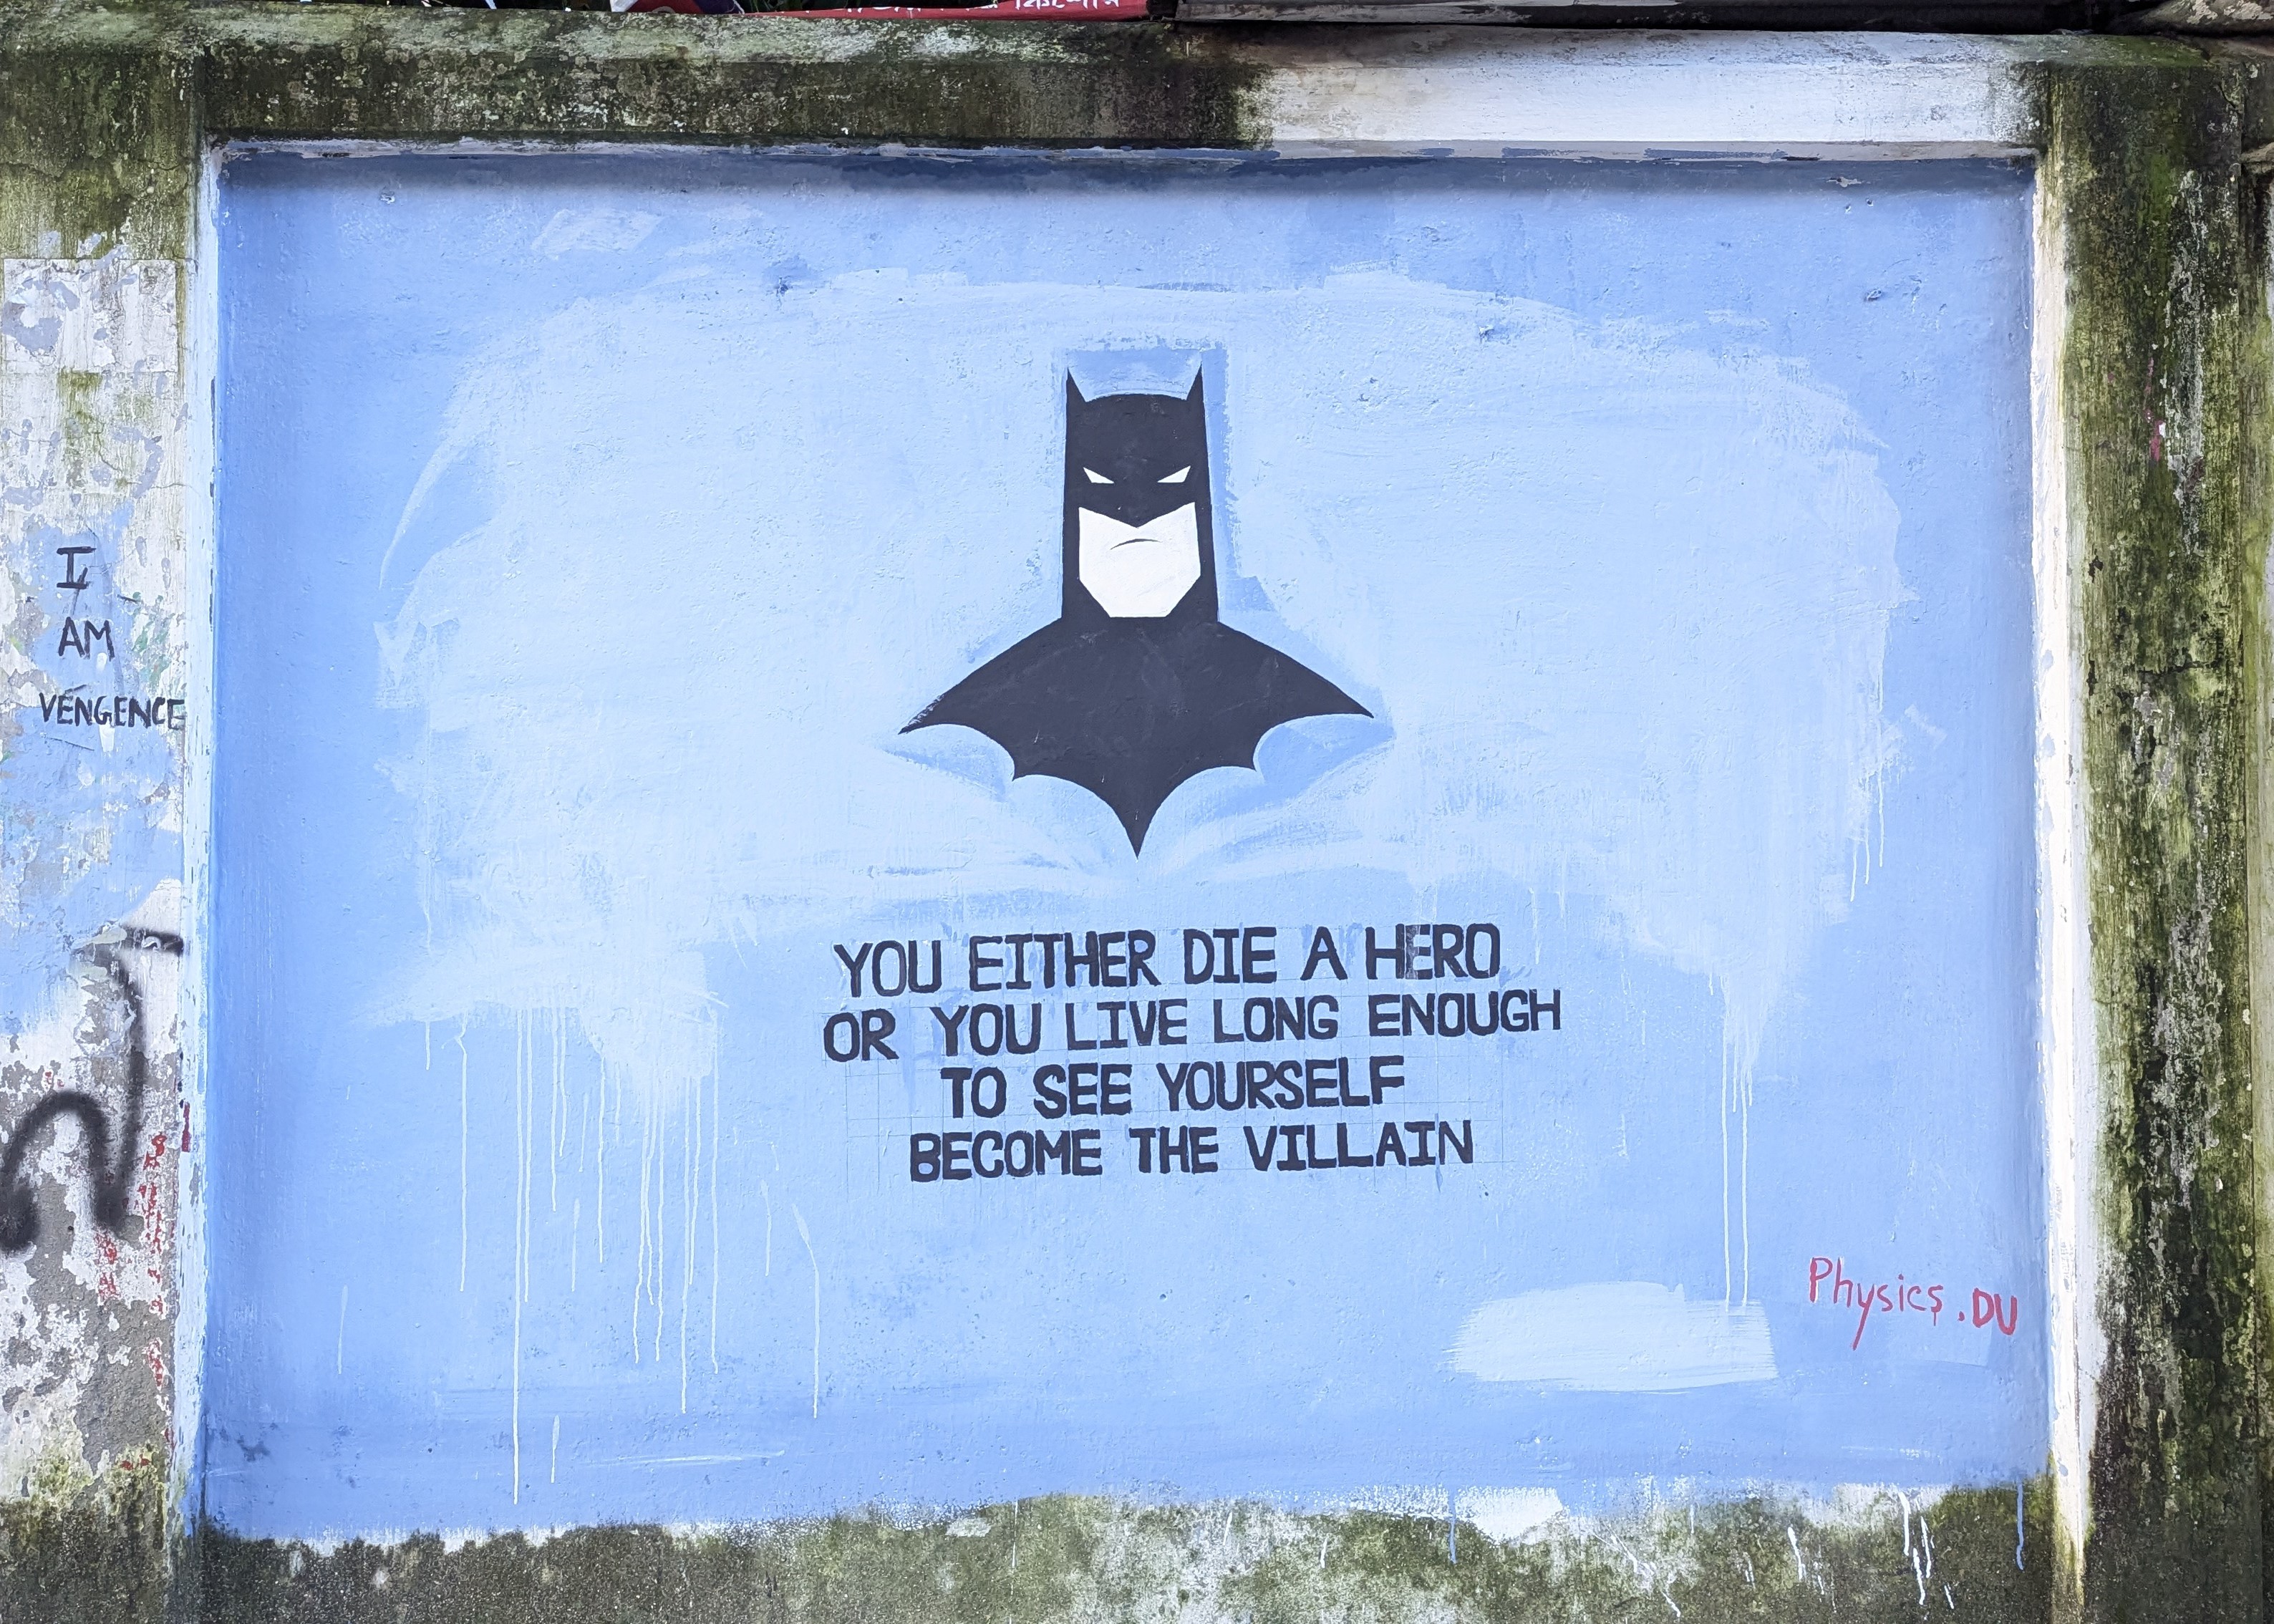 I
AM
VENGENCE
YOU EITHER DIE A HERO
OR YOU LIVE LONG ENOUGH
TO SEE YOURSELF
BECOME THE VILLAIN
Physics.DU